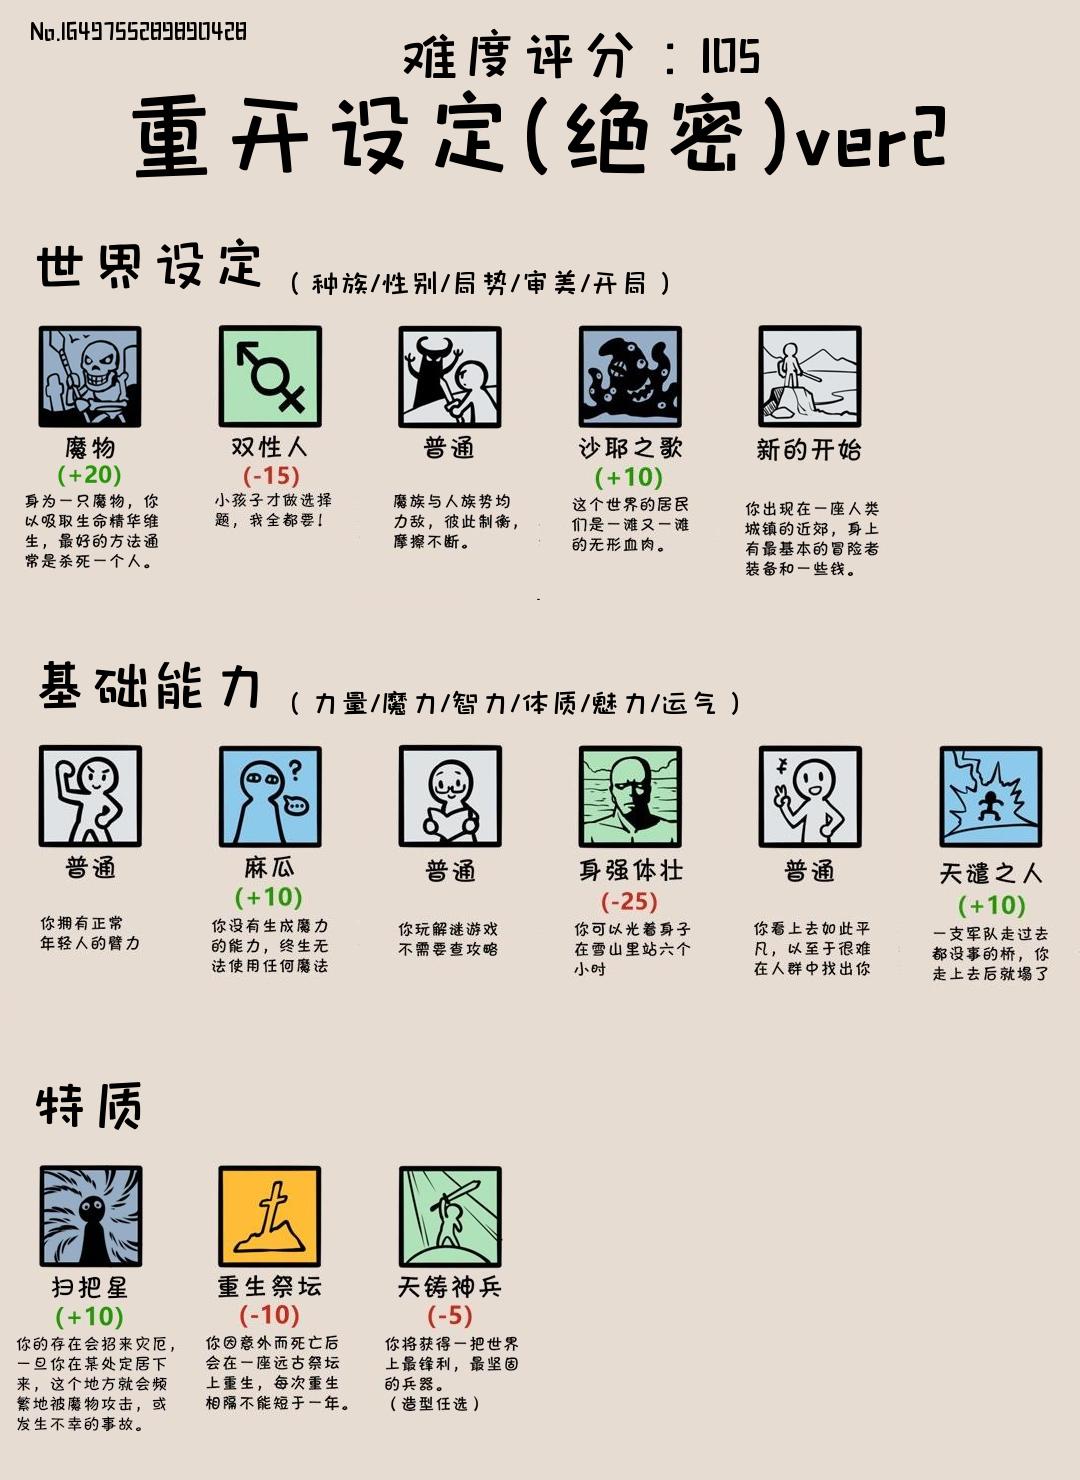 No.1649755289890428
难度评分：105
重开设定(绝密)ver2
世界设定（种族/性别/局势/审美/开局）
魔物
(+20)
身为一只魔物，你
以吸取生命精华维
生，最好的方法通
常是杀死一个人。
双性人
(-15)
小孩子才做选择
题，我全都要！
普通
魔族与人族势均
力敌，彼此制衡，
摩擦不断。
沙耶之歌
(+10)
这个世界的居民
们是一滩又一滩
的无形血肉。
新的开始
你出现在一座人类
城镇的近郊，身上
有最基本的冒险者
装备和一些钱。
基础能力（力量/魔力/智力/体质/魅力/运气）
普通
你拥有正常
年轻人的臂力
麻瓜
(+10)
你没有生成魔力
的能力，终生无
法使用任何魔法
普通
你玩解谜游戏
不需要查攻略
身强体壮
(-25)
你可以光着身子
在雪山里站六个
小时
普通
你看上去如此平
凡，以至于很难
在人群中找出你
天谴之人
(+10)
一支军队走过去
都没事的桥，你
走上去后就塌了
特质
扫把星
(+10)
你的存在会招来灾厄，
一旦你在某处定居下
来，这个地方就会频
繁地被魔物攻击，或
发生不幸的事故。
重生祭坛
(-10)
你因意外而死亡后
会在一座远古祭坛
上重生，每次重生
相隔不能短于一年。
天铸神兵
(-5)
你将获得一把世界
上最锋利，最坚固
的兵器。
（造型任选）